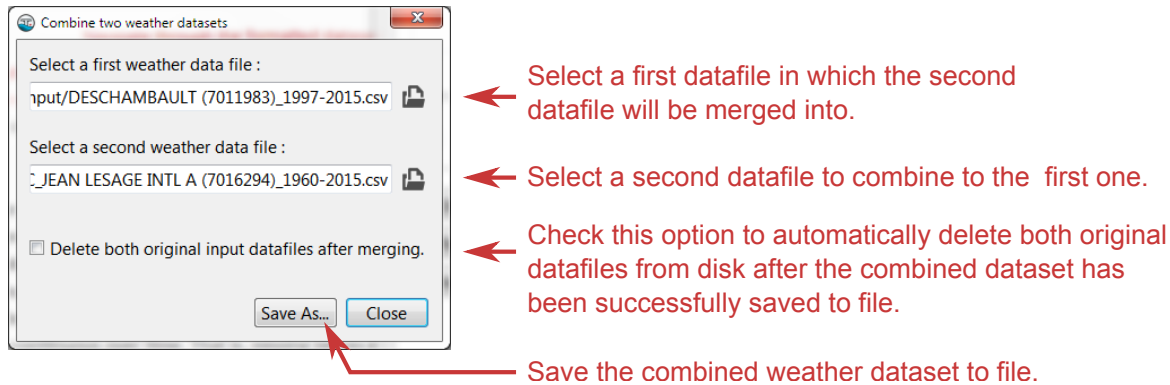 Combine two weather datasets
Select a first weather data file :
nput/DESCHAMBAULT (7011983)_1997-2015.csv
Select a first datafile in which the second
datafile will be merged into.
Select a second weather data file :
_JEAN LESAGE INTL A (7016294)_1960-2015.csv
Select a second datafile to combine to the first one.
Delete both original input datafiles after merging.
Check this option to automatically delete both original
datafiles from disk after the combined dataset has
been successfully saved to file.
Save As... Close
Save the combined weather dataset to file.